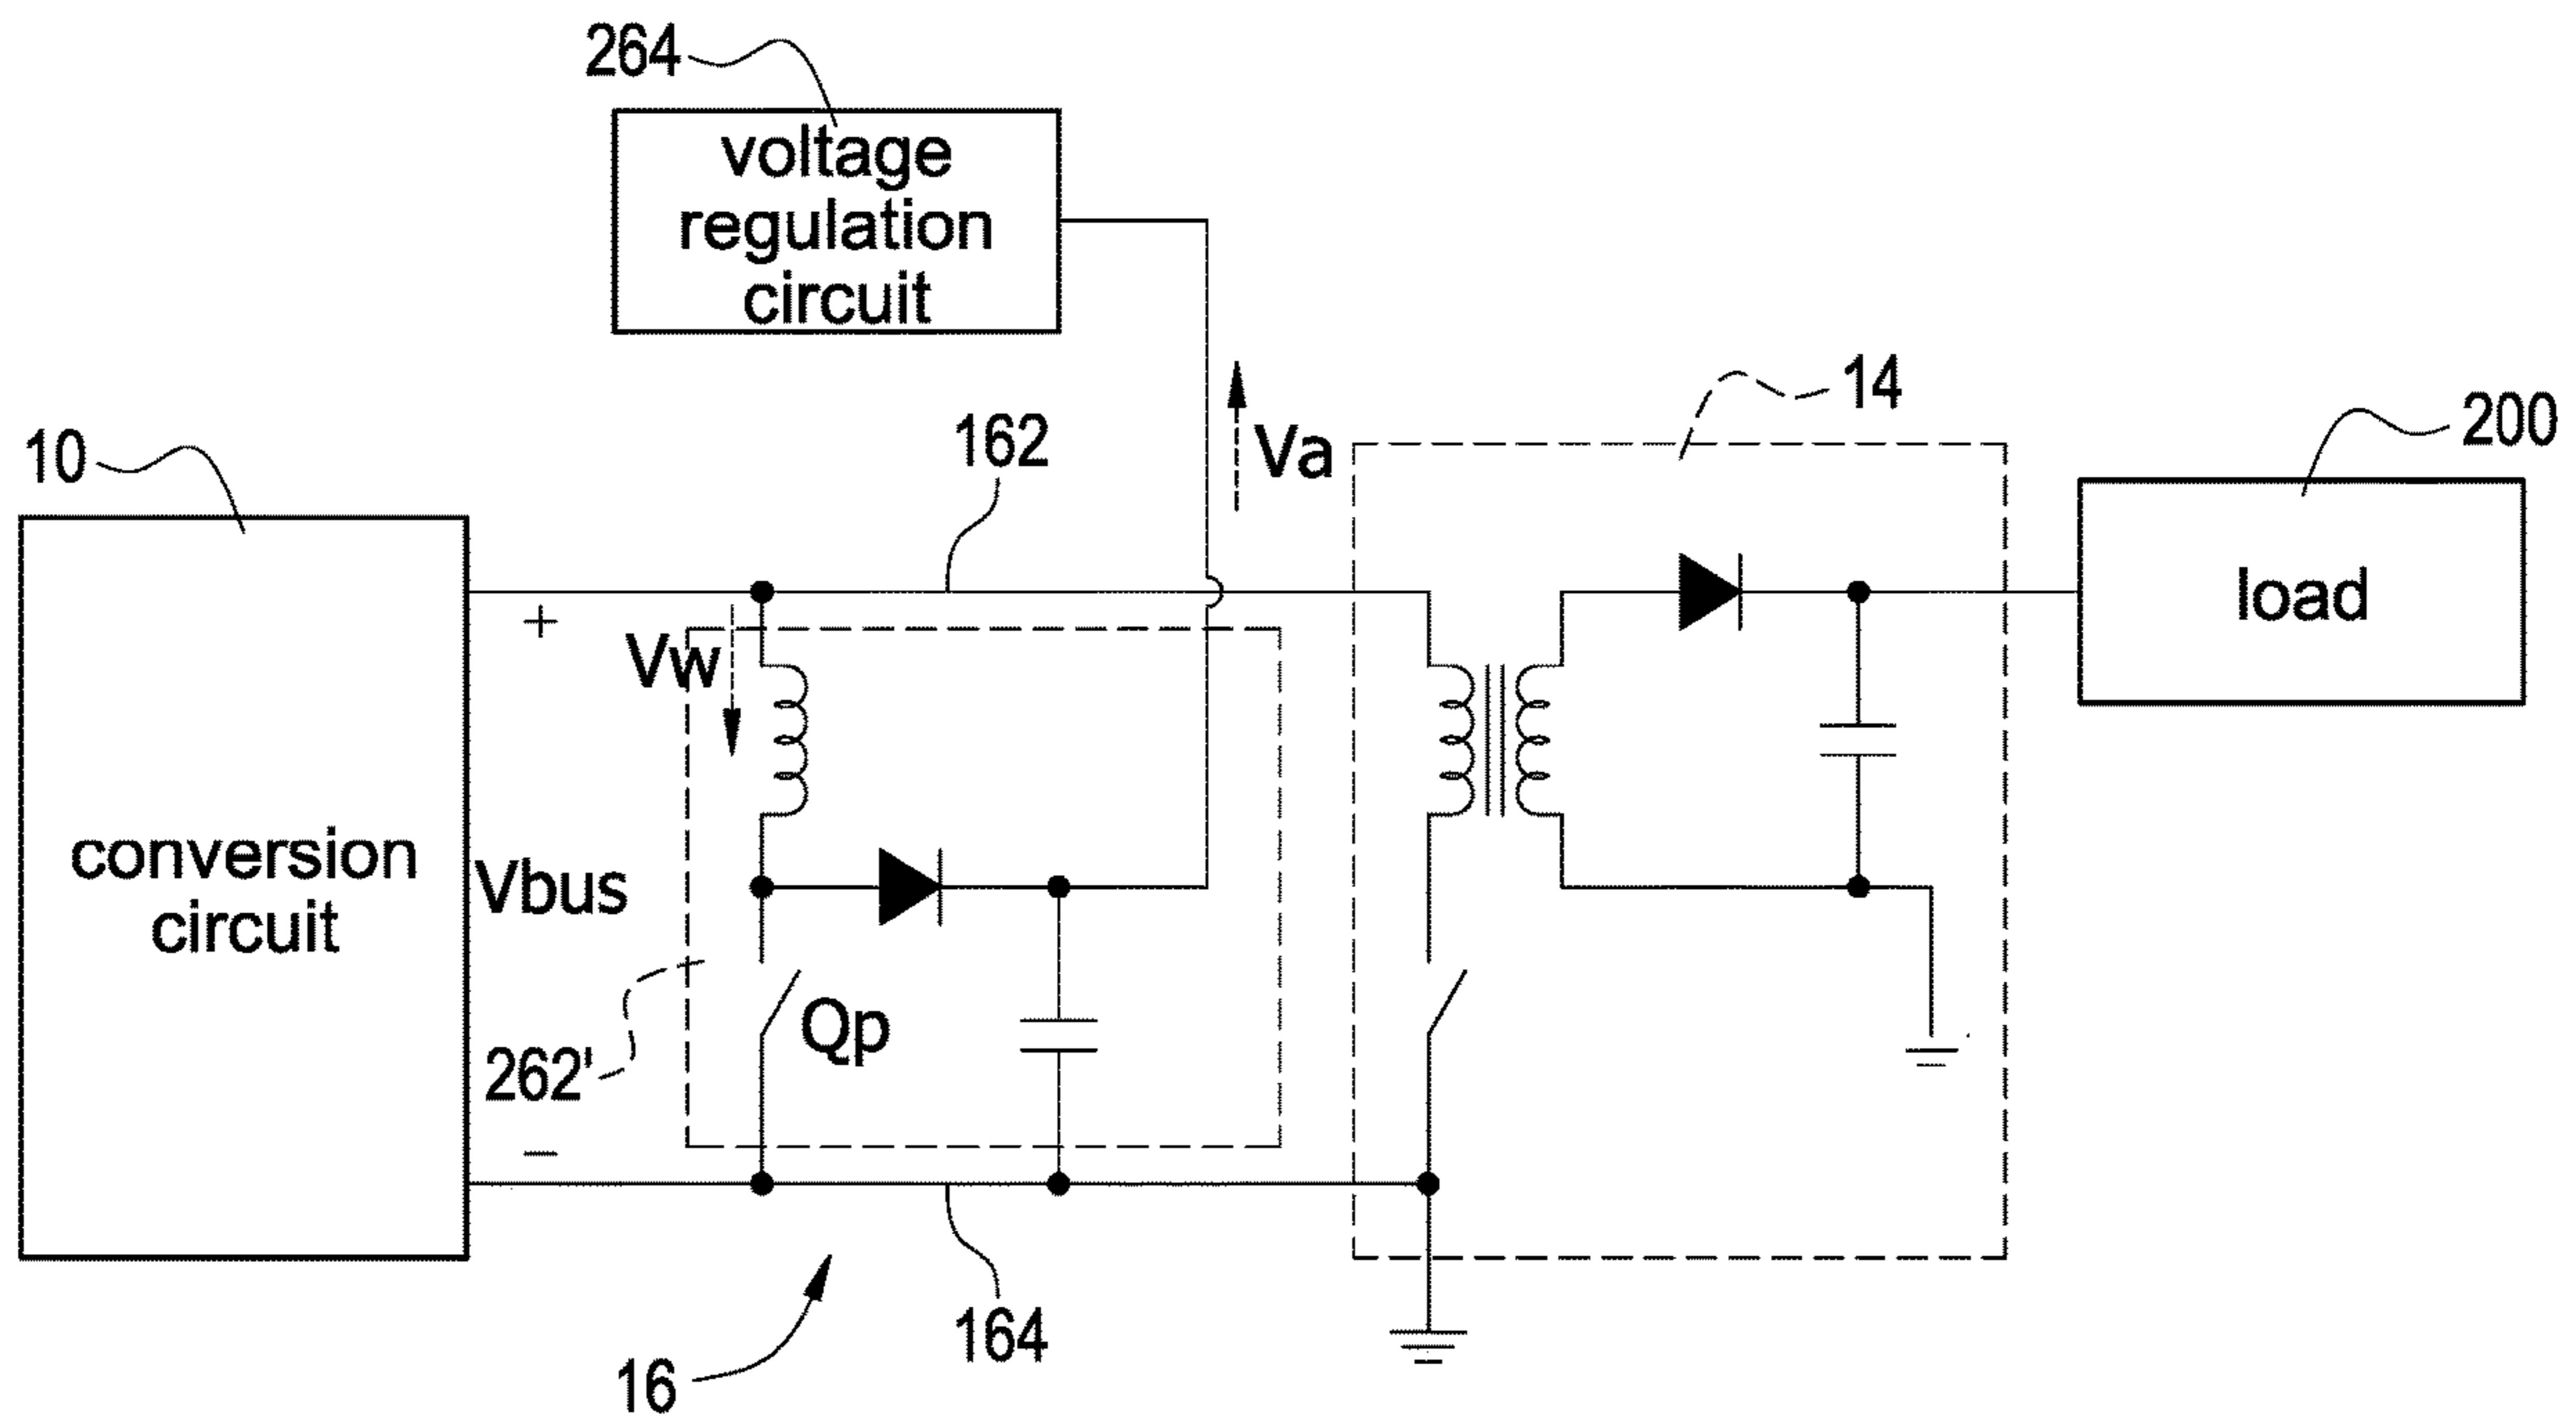 264
voltage
regulation
circuit
14
200
10
162
Va
load
+
Vw
conversion
circuit
Vbus
Qp
262'
−
164
16